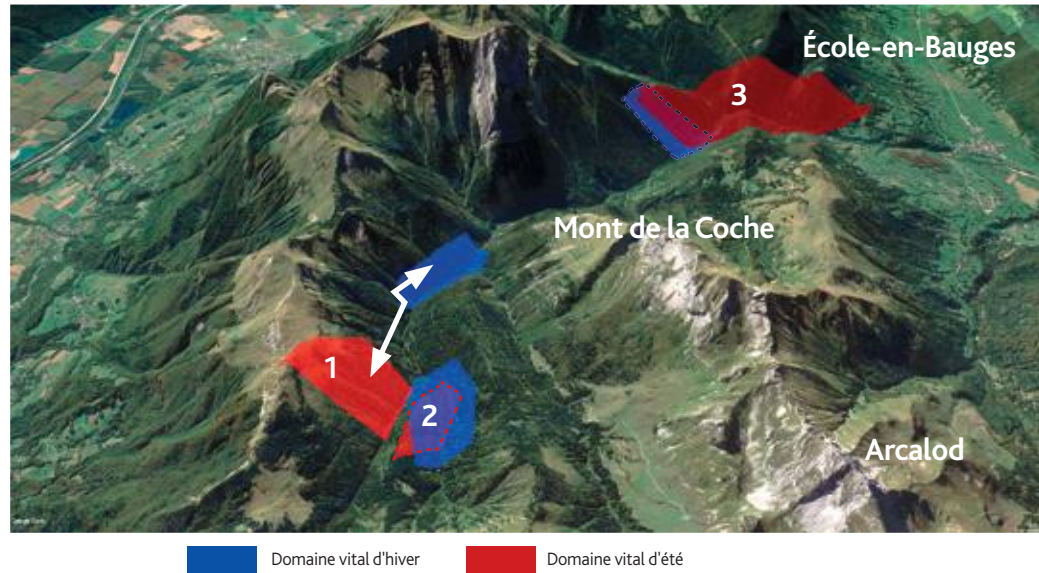 École-en-Bauges
3
Mont de la Coche
1
2
Arcalod
Domaine vital d'hiver
Domaine vital d'été